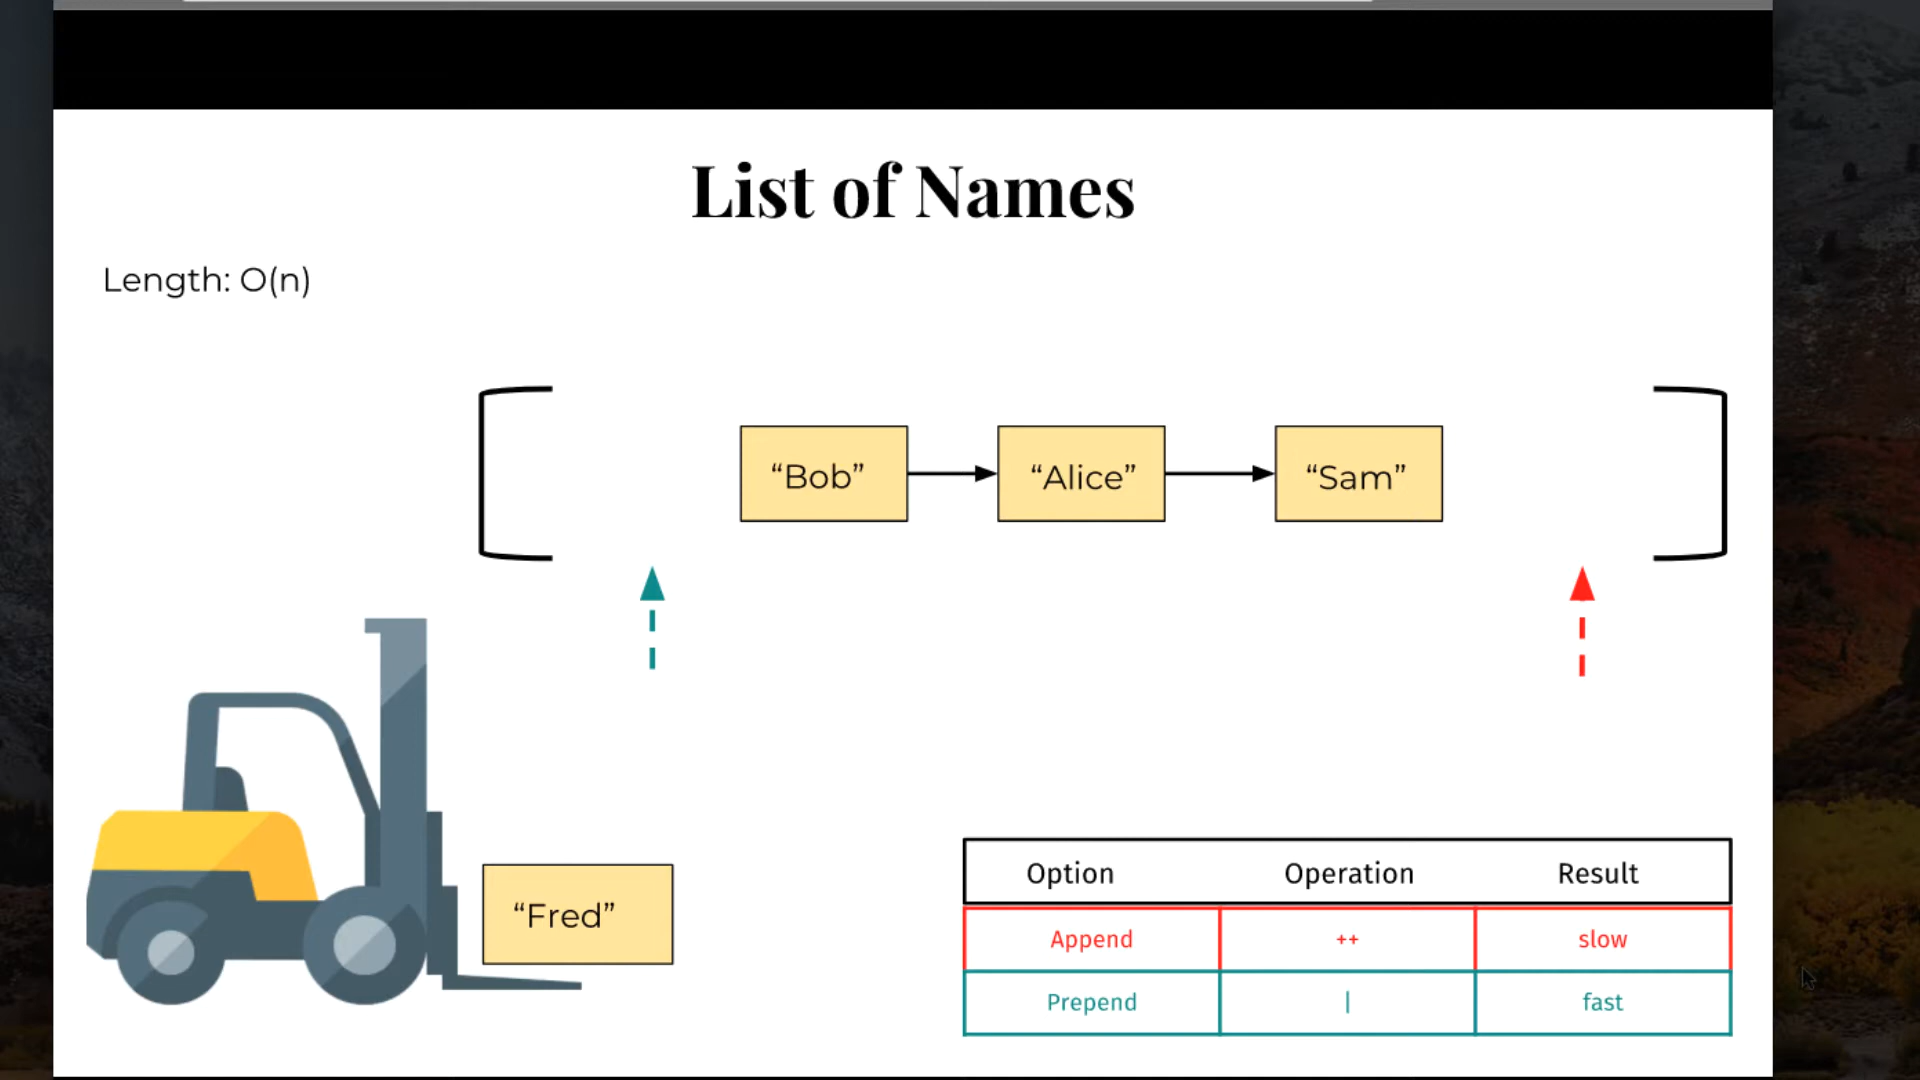 List of Names
Length: O(n)
“Bob” “Alice” “Sam”
“Fred”
Option Operation Result
Append ++ slow
Prepend | fast